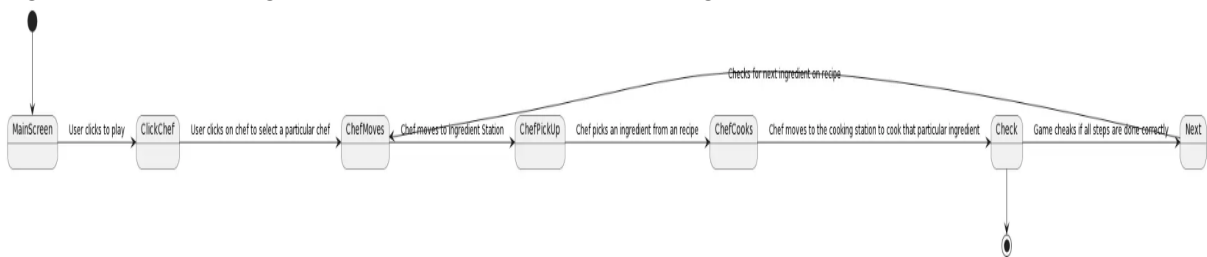 Checks for next ingredient on recipe
MainScreen
User clicks to play
ClickChef
User clicks on chef to select a particular chef
ChefMoves
Chef moves to Ingredient Station
ChefPickUp
Chef picks an ingredient from an recipe
ChefCooks
Chef moves to the cooking station to cook that particular ingredient
Check
Game cheaks if all steps are done correctly
Next